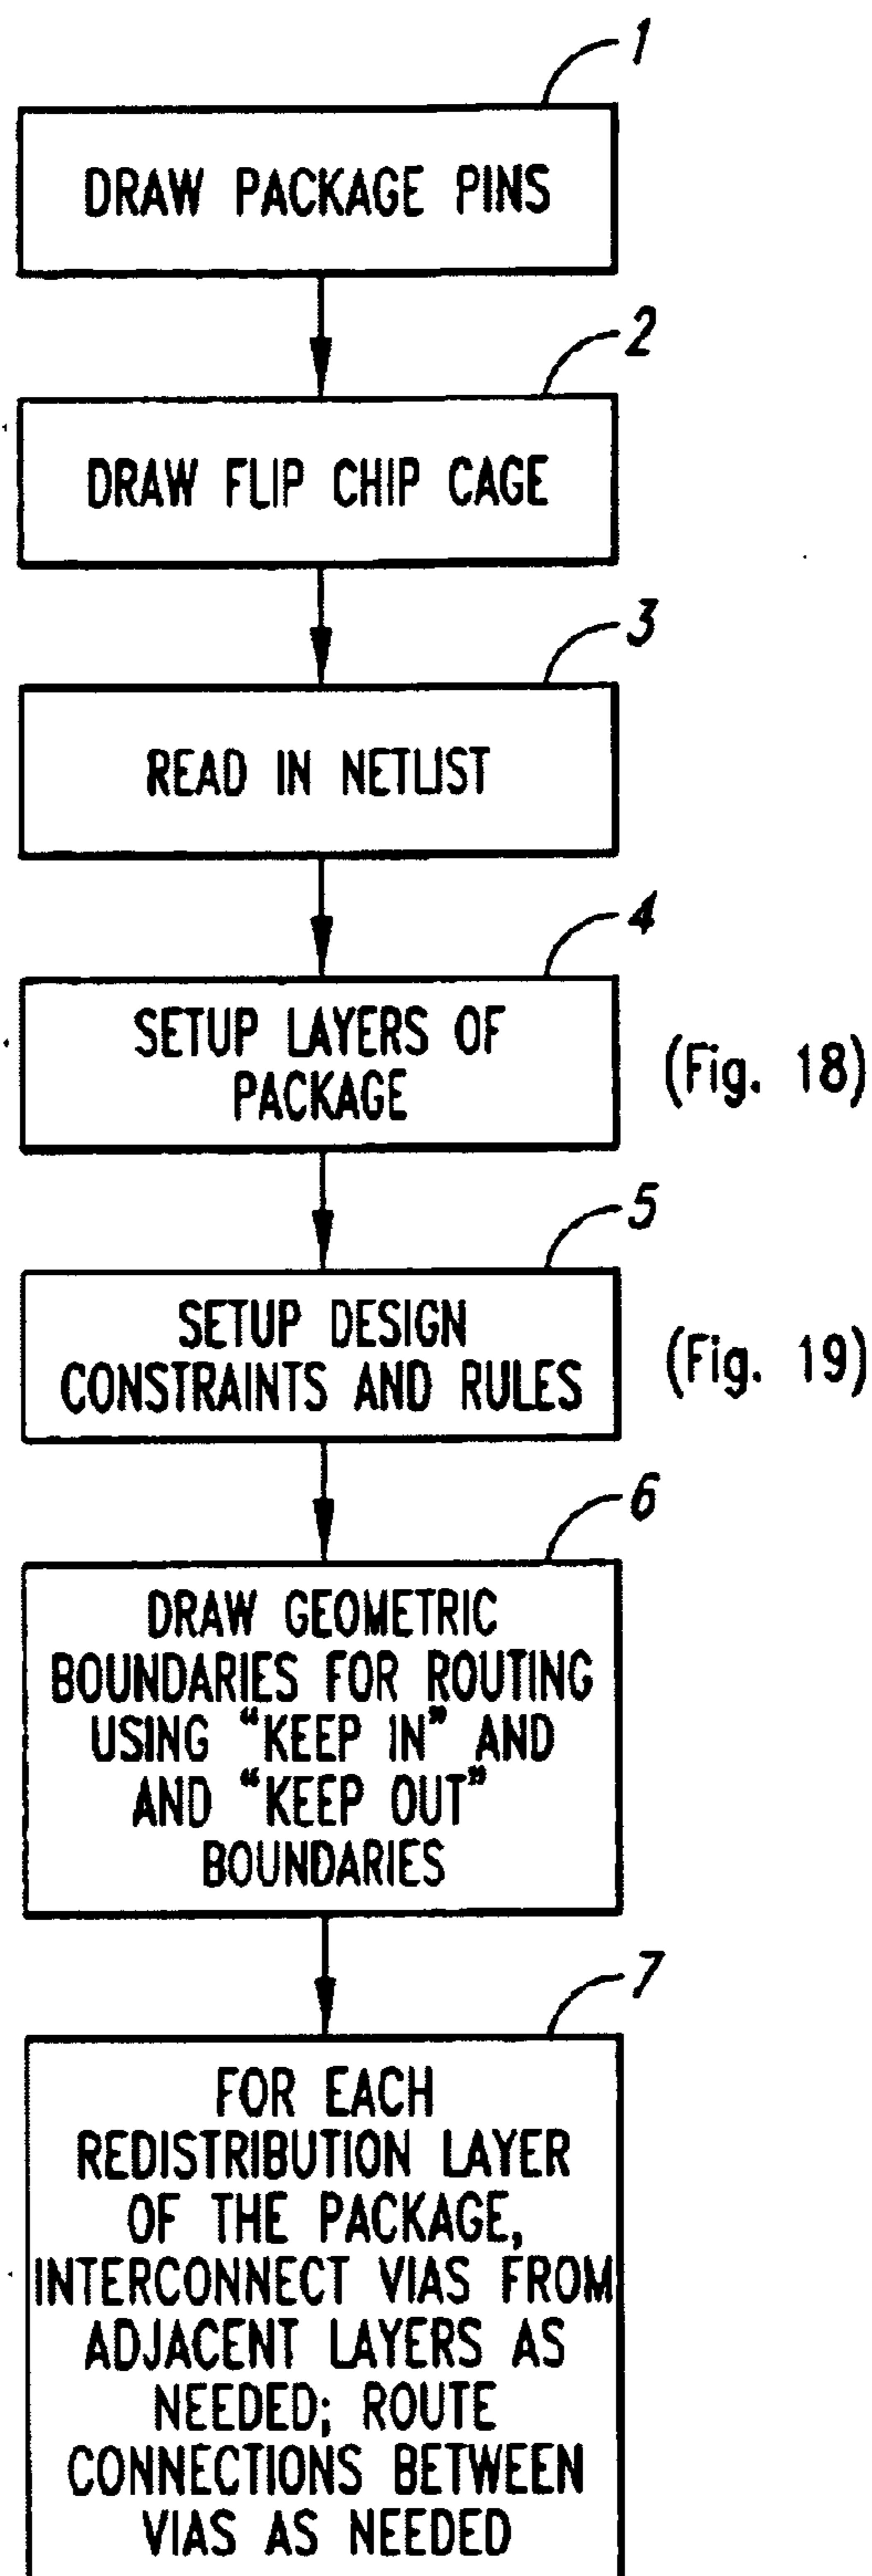 1
DRAW PACKAGE PINS
2
DRAW FLIP CHIP CAGE
3
READ IN NETLIST
4
SETUP LAYERS OF
PACKAGE
(Fig. 18)
5
SETUP DESIGN
CONSTRAINTS AND RULES
(Fig. 19)
6
DRAW GEOMETRIC
BOUNDARIES FOR ROUTING
USING "KEEP IN" AND
AND "KEEP OUT"
BOUNDARIES
7
FOR EACH
REDISTRIBUTION LAYER
OF THE PACKAGE,
INTERCONNECT VIAS FROM
ADJACENT LAYERS AS
NEEDED; ROUTE
CONNECTIONS BETWEEN
VIAS AS NEEDED